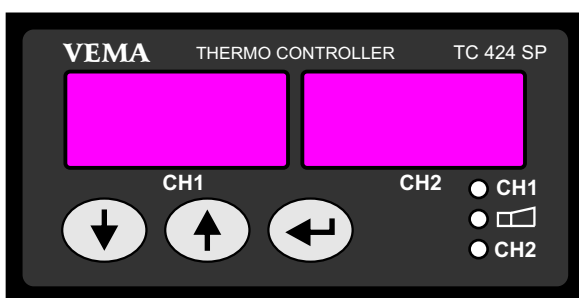 VEMA THERMO CONTROLLER TC 424 SP
CH1 CH2
CH1
CH2